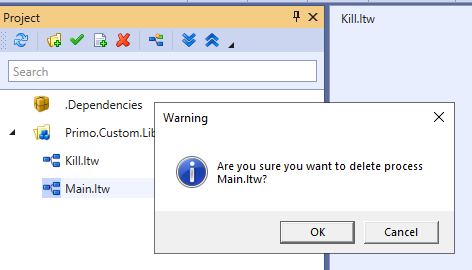 Project
Kill.ltw
Search
.Dependencies
Primo.Custom.Lib
Kill.ltw
Main.ltw
Warning
Are you sure you want to delete process
Main.ltw?
OK
Cancel